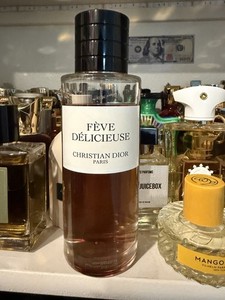 FÈVE
DÉLICIEUSE
CHRISTIAN DIOR
PARIS
JUICEBOX
MANGO